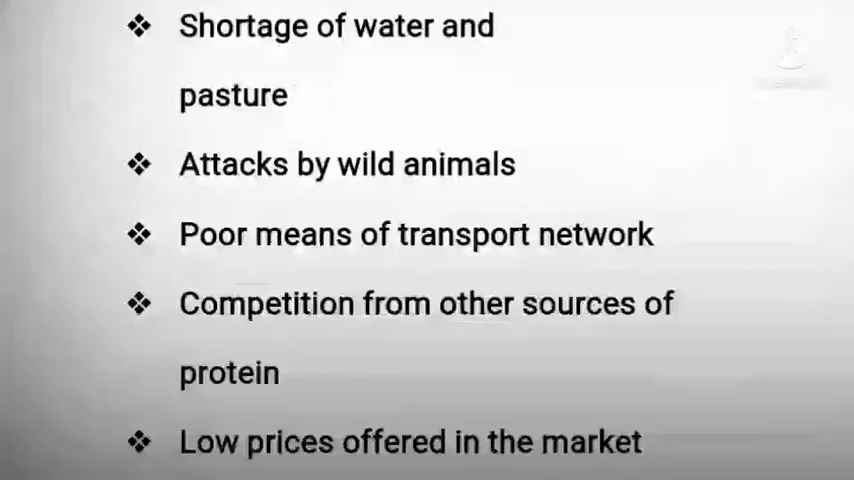 ❖ Shortage of water and
pasture
❖ Attacks by wild animals
❖ Poor means of transport network
❖ Competition from other sources of
protein
❖ Low prices offered in the market